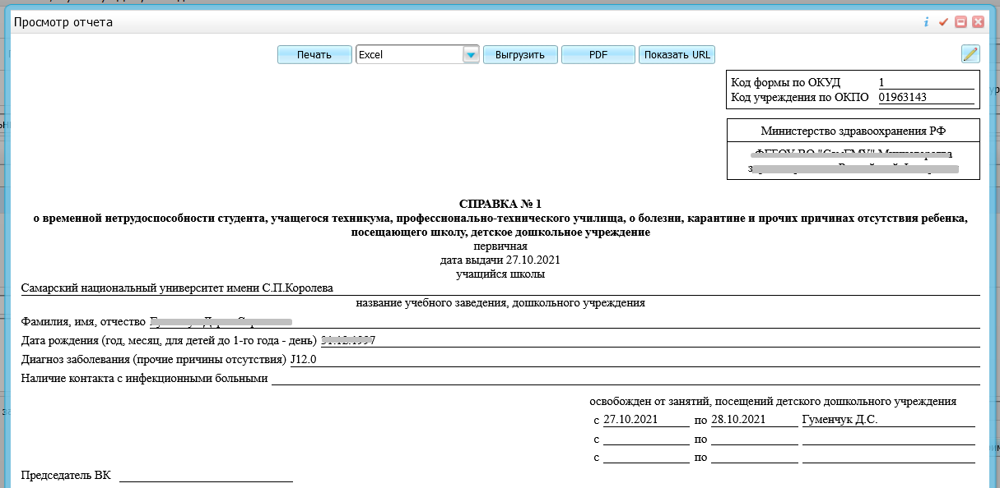 Просмотр отчета
Печать Excel Выгрузить PDF Показать URL
Код формы по ОКУД 1
Код учреждения по ОКПО 01963143
Министерство здравоохранения РФ
СПРАВКА № 1
о временной нетрудоспособности студента, учащегося техникума, профессионально-технического училища, о болезни, карантине и прочих причинах отсутствия ребенка,
посещающего школу, детское дошкольное учреждение
первичная
дата выдачи 27.10.2021
учащийся школы
Самарский национальный университет имени С.П.Королева
название учебного заведения, дошкольного учреждения
Фамилия, имя, отчество
Дата рождения (год, месяц, для детей до 1-го года - день)
Диагноз заболевания (прочие причины отсутствия) J12.0
Наличие контакта с инфекционными больными
освобожден от занятий, посещений детского дошкольного учреждения
с 27.10.2021 по 28.10.2021 Гуменчук Д.С.
с по
с по
Председатель ВК